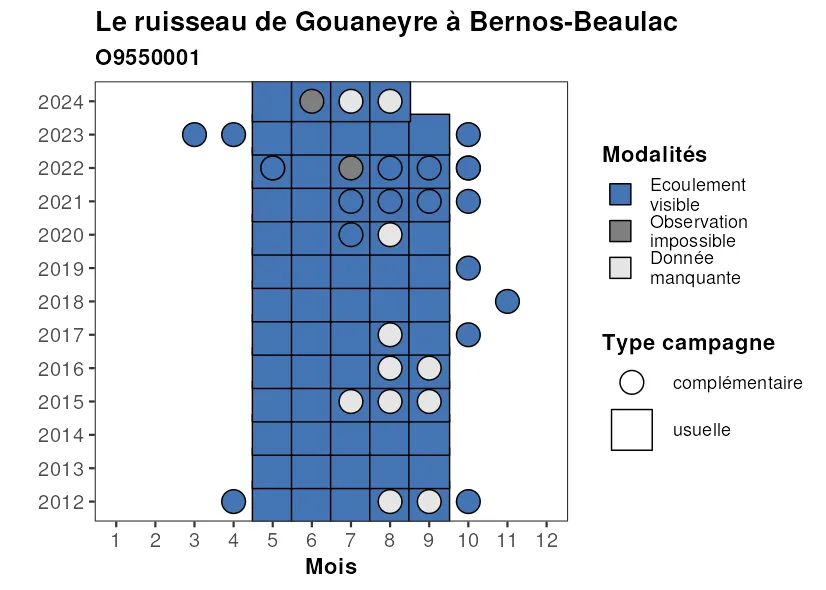 Le ruisseau de Gouaneyre à Bernos-Beaulac
O9550001
2024
2023
2022
2021
2020
2019
2018
2017
2016
2015
2014
2013
2012
1 2 3 4 5 6 7 8 9 10 11 12
Mois
Modalités
Ecoulement
visible
Observation
impossible
Donnée
manquante
Type campagne
complémentaire
usuelle